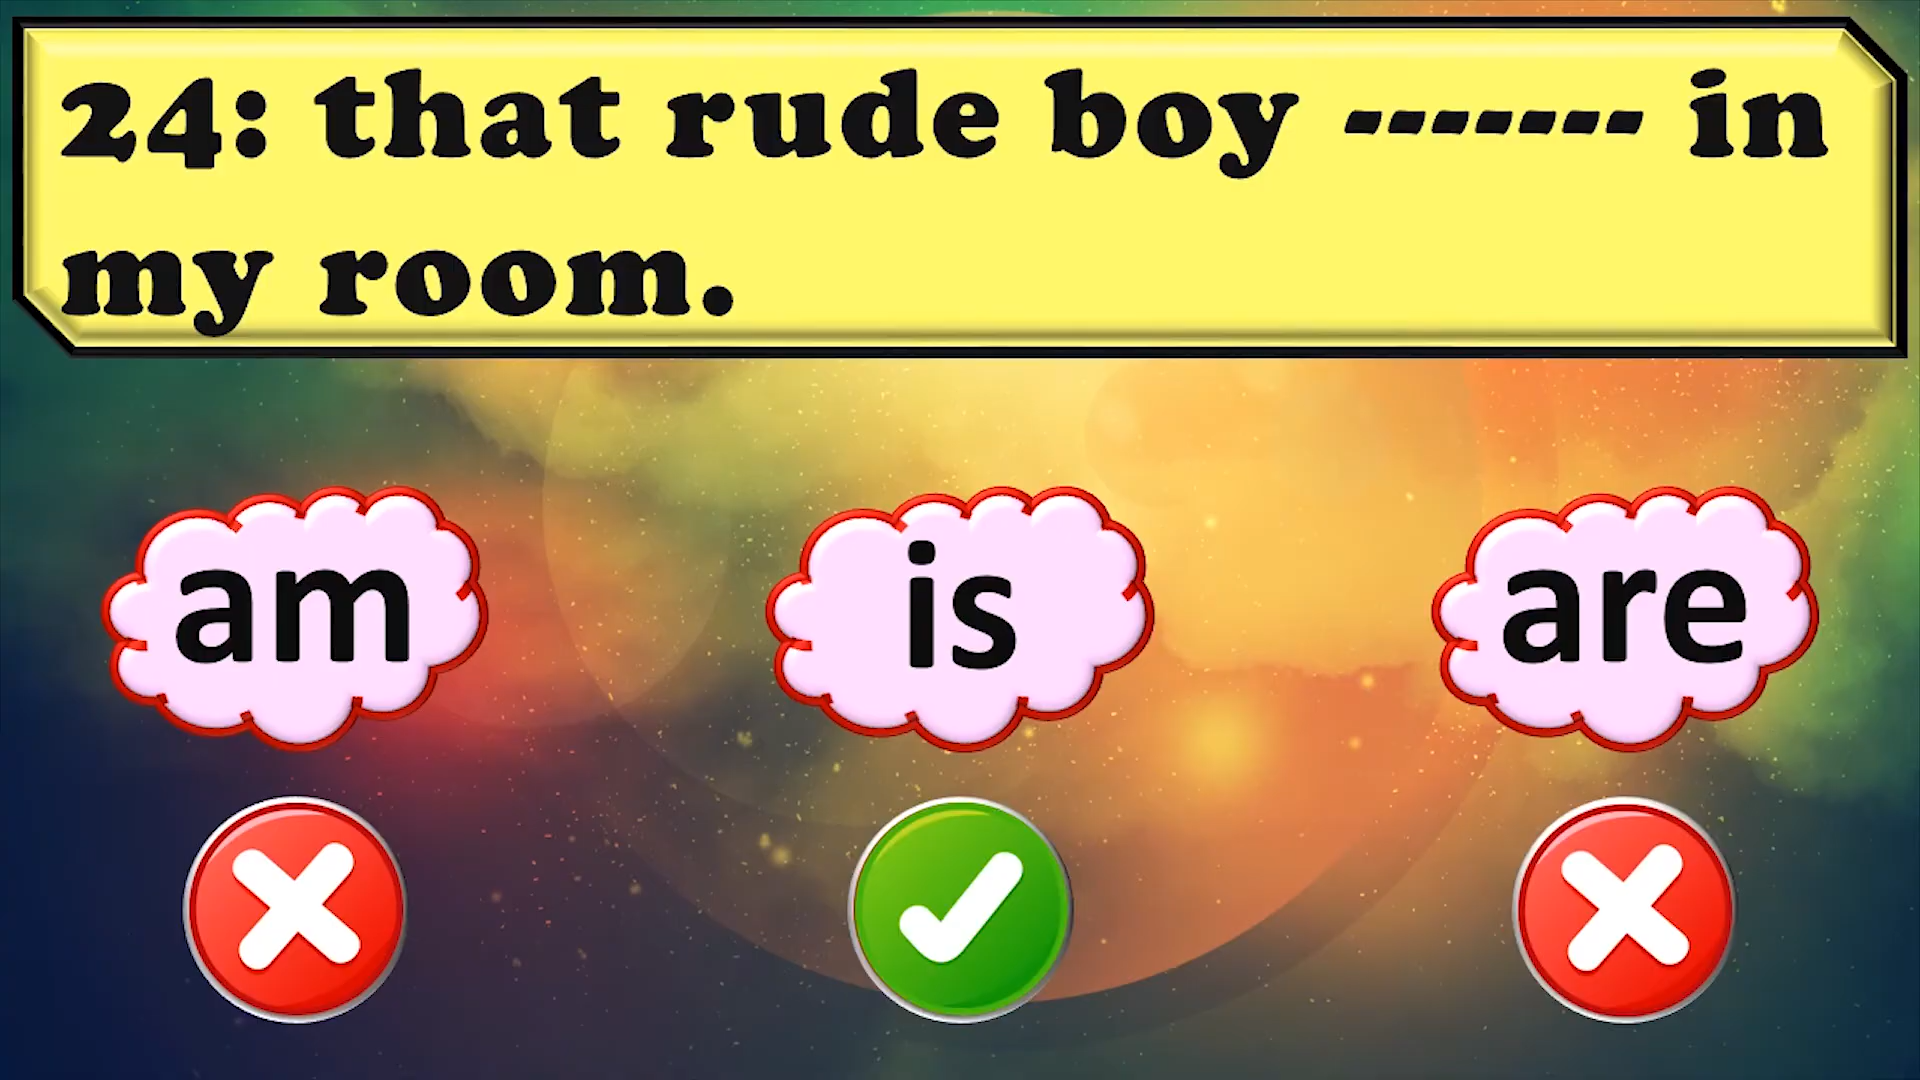 24: that rude boy ------- in
my room.
am
is
are